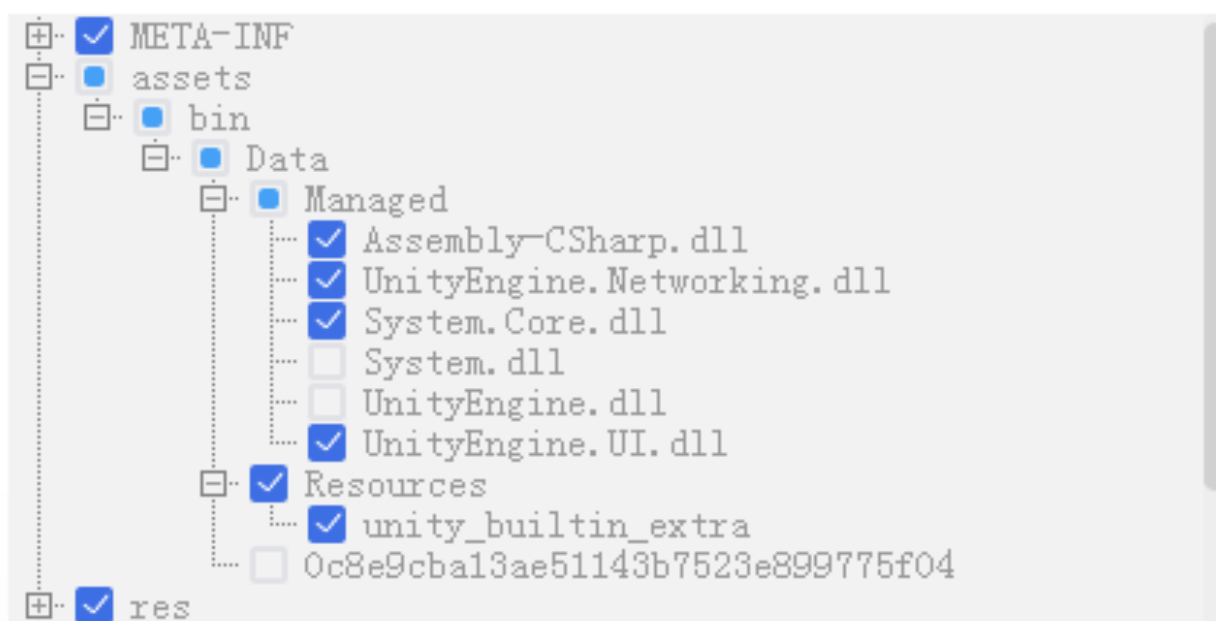 META-INF
assets
bin
Data
Managed
Assembly-CSharp.dll
UnityEngine.Networking.dll
System.Core.dll
System.dll
UnityEngine.dll
UnityEngine.UI.dll
Resources
unity_builtin_extra
0c8e9cba13ae51143b7523e899775f04
res